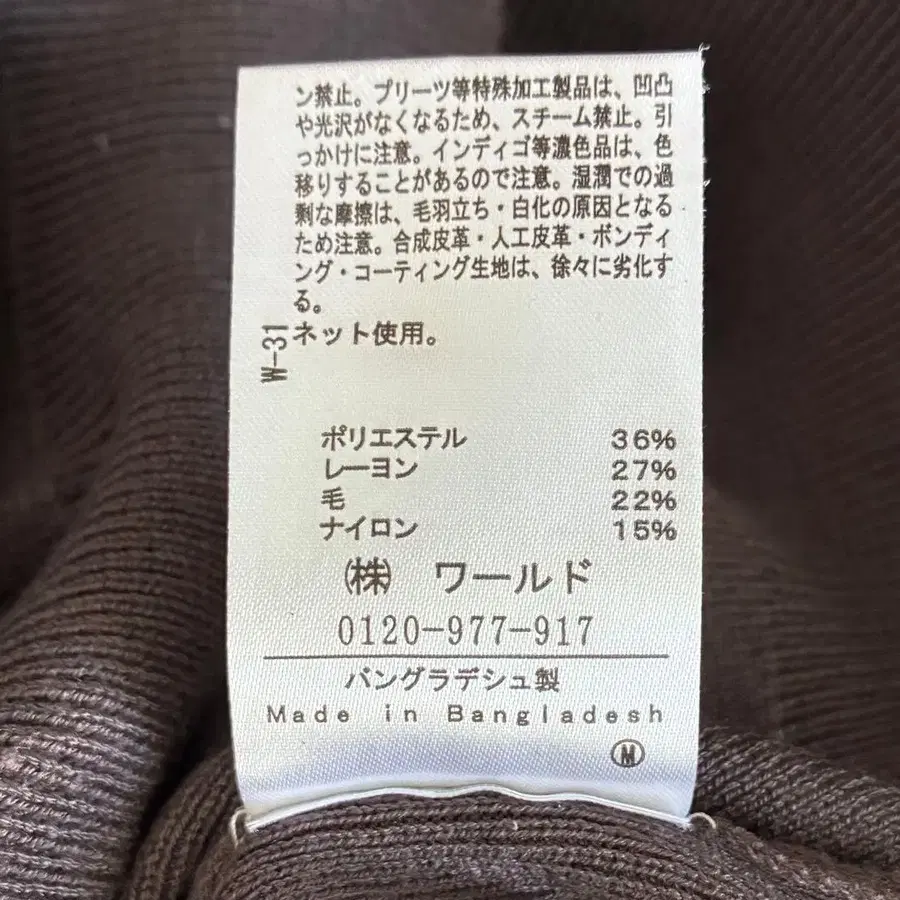 ン禁止。プリーツ等特殊加工製品は、凹凸
や光沢がなくなるため、スチーム禁止。引
っかけに注意。インディゴ等濃色品は、色
移りすることがあるので注意。湿潤での過
剰な摩擦は、毛羽立ち・白化の原因となる
ため注意。合成皮革・人工皮革・ボンディ
ング・コーティング生地は、徐々に劣化す
る。
ネット使用。
W-31
ポリエステル 36%
レーヨン 27%
毛 22%
ナイロン 15%
㈱ ワールド
0120-977-917
バングラデシュ製
Made in Bangladesh
Ⓜ